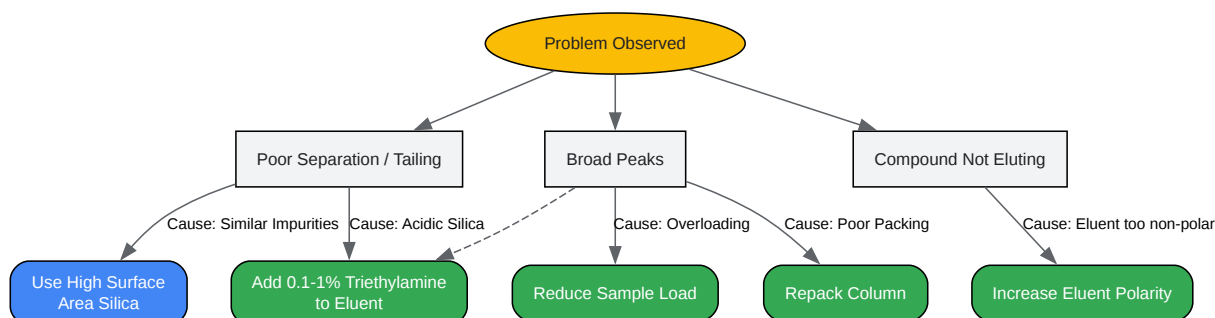 Problem Observed
Poor Separation / Tailing
Broad Peaks
Compound Not Eluting
Cause: Similar Impurities
Cause: Acidic Silica
Cause: Overloading
Cause: Poor Packing
Cause: Eluent too non-polar
Use High Surface
Area Silica
Add 0.1-1% Triethylamine
to Eluent
Reduce Sample Load
Repack Column
Increase Eluent Polarity